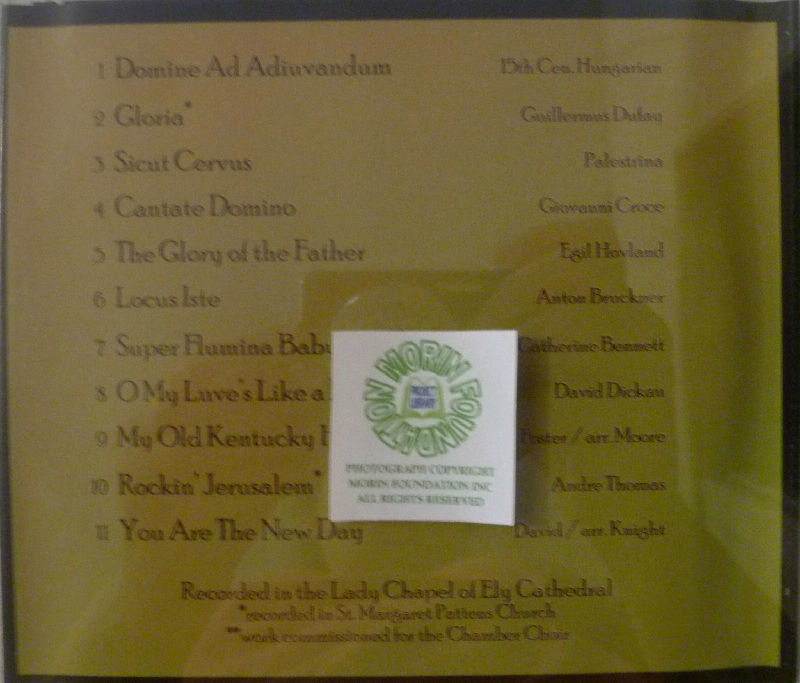 1 Domine Ad Adiuvandum 15th Cen. Hungarian
2 Gloria* Guillermus Dufau
3 Sicut Cervus Palestrina
4 Cantate Domino Giovanni Croce
5 The Glory of the Father Egil Hovland
6 Locus Iste Anton Bruckner
7 Super Flumina Catherine Bennett
8 O My Luve's Like a David Dickau
9 My Old Kentucky Foster / arr. Moore
10 Rockin' Jerusalem* Andre Thomas
11 You Are The New Day David / arr. Knight
MORIN FOUNDATION
LIBRARY
PHOTOGRAPH COPYRIGHT
MORIN FOUNDATION INC
ALL RIGHTS RESERVED
Recorded in the Lady Chapel of Ely Cathedral
*recorded in St. Margaret Pattens Church
**work commissioned for the Chamber Choir